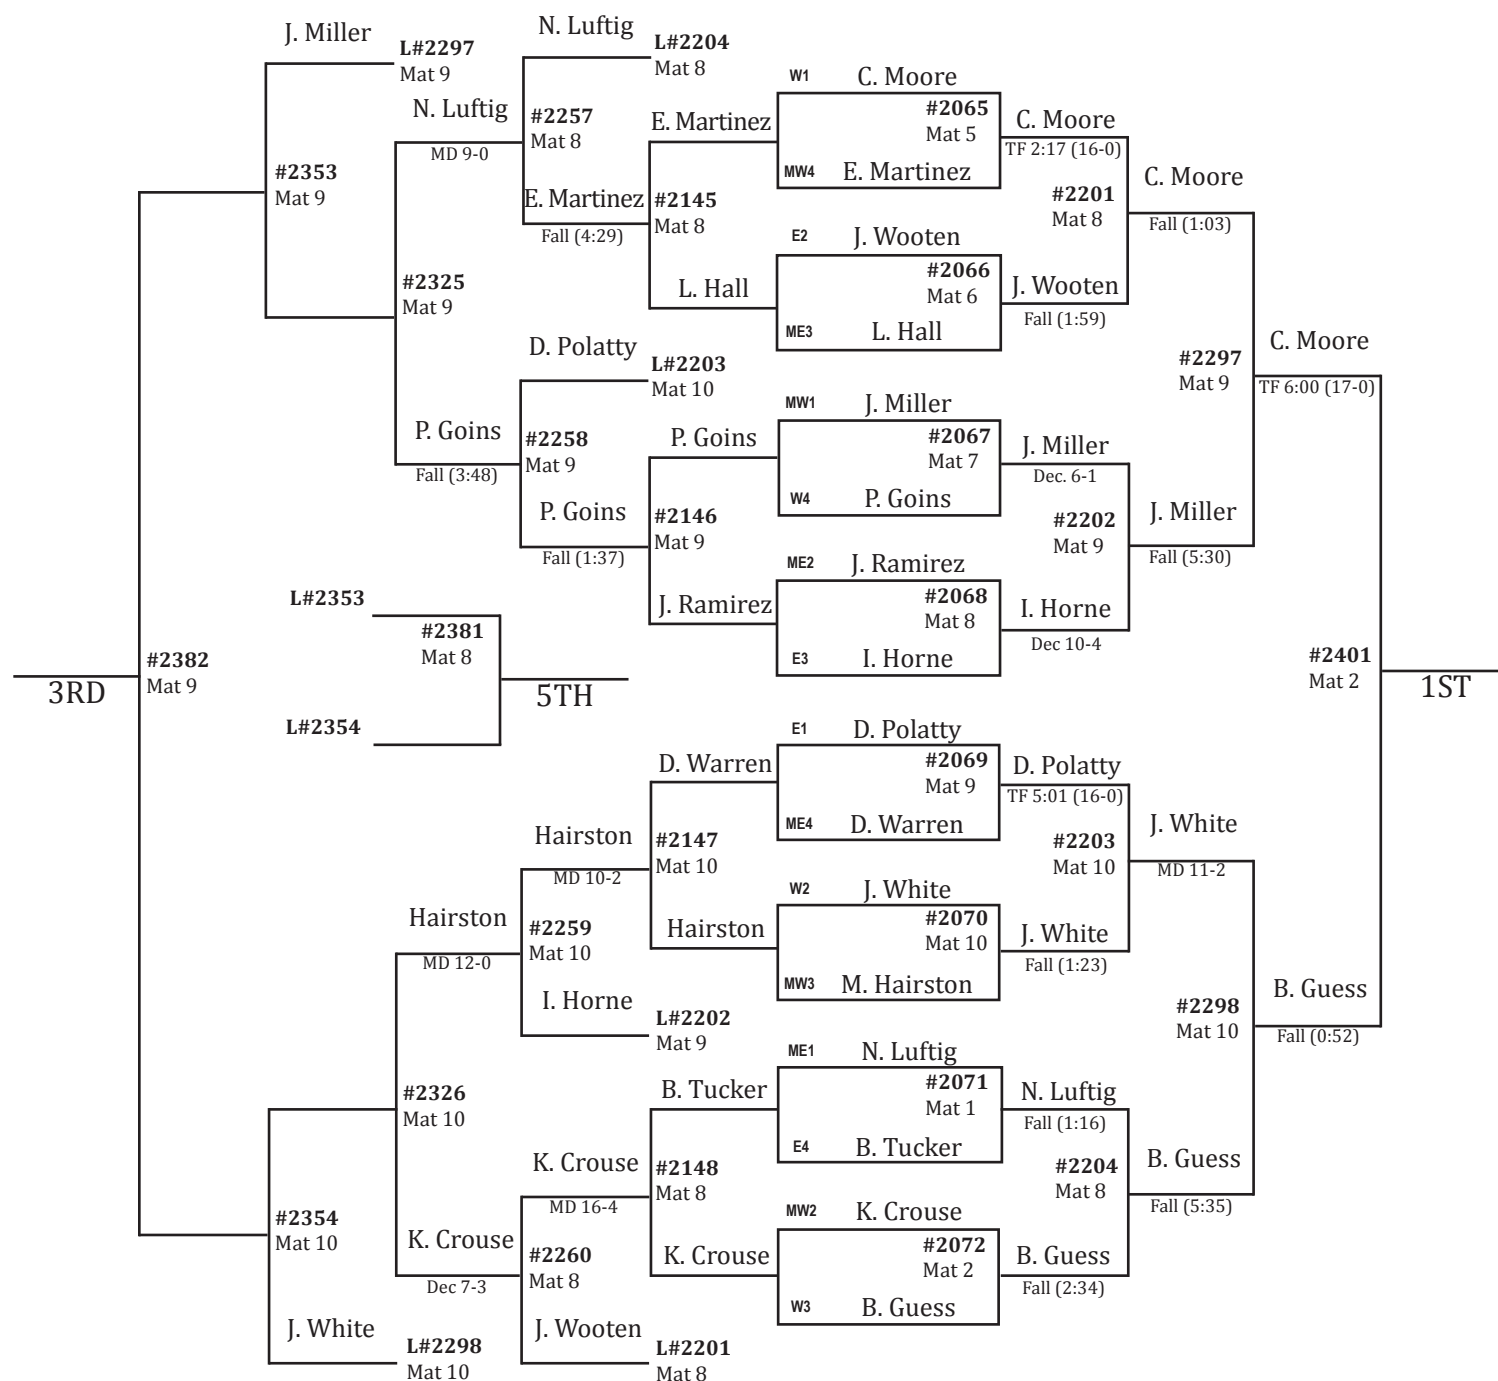 J. Miller
L#2297
Mat 9
N. Luftig
L#2204
Mat 8
N. Luftig
MD 9-0
#2257
Mat 8
E. Martinez
Fall (4:29)
#2353
Mat 9
#2325
Mat 9
E. Martinez
#2145
Mat 8
L. Hall
D. Polatty
L#2203
Mat 10
P. Goins
Fall (3:48)
#2258
Mat 9
P. Goins
Fall (1:37)
P. Goins
#2146
Mat 9
J. Ramirez
W1
C. Moore
#2065
Mat 5
MW4
E. Martinez
E2
J. Wooten
#2066
Mat 6
ME3
L. Hall
MW1
J. Miller
#2067
Mat 7
W4
P. Goins
ME2
J. Ramirez
#2068
Mat 8
E3
I. Horne
C. Moore
TF 2:17 (16-0)
#2201
Mat 8
J. Wooten
Fall (1:59)
C. Moore
Fall (1:03)
J. Miller
Dec. 6-1
#2202
Mat 9
I. Horne
Dec 10-4
J. Miller
Fall (5:30)
#2297
Mat 9
C. Moore
TF 6:00 (17-0)
L#2353
#2381
Mat 8
5TH
L#2354
#2382
Mat 9
3RD
#2401
Mat 2
1ST
E1
D. Polatty
#2069
Mat 9
ME4
D. Warren
W2
J. White
#2070
Mat 10
MW3
M. Hairston
ME1
N. Luftig
#2071
Mat 1
E4
B. Tucker
MW2
K. Crouse
#2072
Mat 2
W3
B. Guess
D. Polatty
TF 5:01 (16-0)
#2203
Mat 10
J. White
Fall (1:23)
J. White
MD 11-2
N. Luftig
Fall (1:16)
#2204
Mat 8
B. Guess
Fall (2:34)
B. Guess
Fall (5:35)
#2298
Mat 10
B. Guess
Fall (0:52)
D. Warren
#2147
Mat 10
Hairston
Hairston
MD 10-2
#2259
Mat 10
I. Horne
L#2202
Mat 9
Hairston
MD 12-0
#2326
Mat 10
B. Tucker
#2148
Mat 8
K. Crouse
K. Crouse
MD 16-4
#2260
Mat 8
J. Wooten
L#2201
Mat 8
K. Crouse
Dec 7-3
#2354
Mat 10
J. White
L#2298
Mat 10